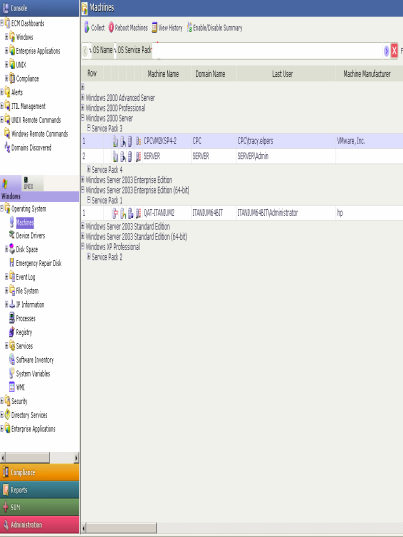 Console
ECM Dashboards
Windows
Enterprise Applications
UNIX
Compliance
Alerts
ITIL Management
UNIX Remote Commands
Windows Remote Commands
Domains Discovered
UNIX
Windows
Operating System
Machines
Device Drivers
Disk Space
Emergency Repair Disk
Event Log
File System
IP Information
Processes
Registry
Services
Software Inventory
System Variables
WMI
Security
Directory Services
Enterprise Applications
Compliance
Reports
SUM
Administration
Machines
Collect Reboot Machines View History Enable/Disable Summary
OS Name OS Service Pack
Row Machine Name Domain Name Last User Machine Manufacturer
Windows 2000 Advanced Server
Windows 2000 Professional
Windows 2000 Server
Service Pack 3
1 CPCVMIXSP4-2 CPC CPC\tracy.alpers VMware, Inc.
2 SERVER SERVER SERVER\Admin
Service Pack 4
Windows Server 2003 Enterprise Edition
Windows Server 2003 Enterprise Edition (64-bit)
Service Pack 1
1 QAT-ITANIUM2 ITANIUM64BIT ITANIUM64BIT\Administrator hp
Windows Server 2003 Standard Edition
Windows Server 2003 Standard Edition (64-bit)
Windows XP Professional
Service Pack 2